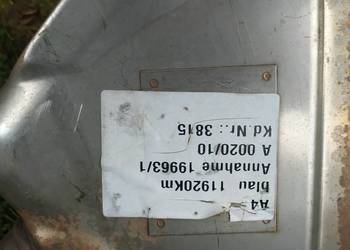 A4
blau 11920Km
Annahme 19963/1
A 0020/10
Kd.Nr.: 3815